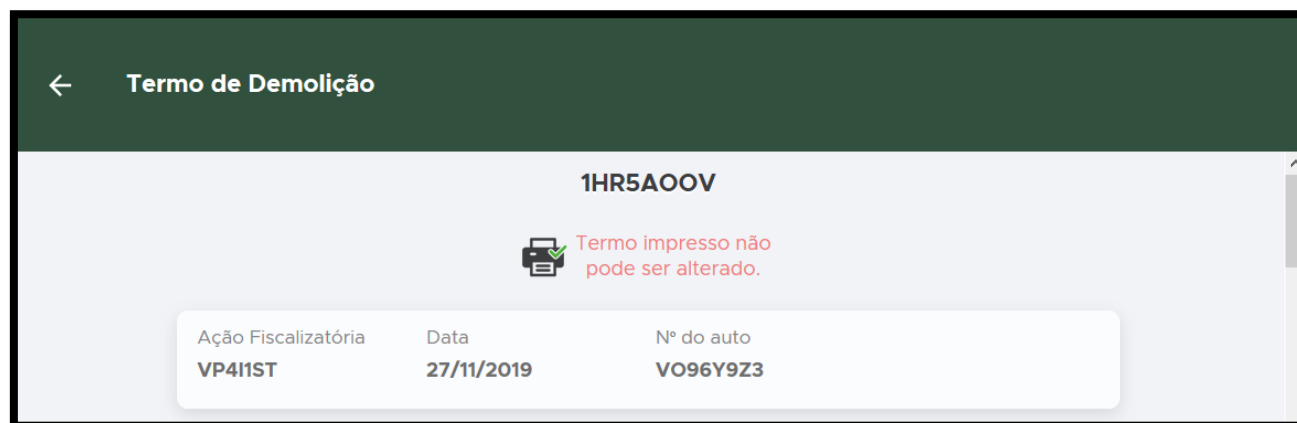 Termo de Demolição
1HR5AOOV
Termo impresso não
pode ser alterado.
Ação Fiscalizatória Data Nº do auto
VP4I1ST 27/11/2019 VO96Y9Z3